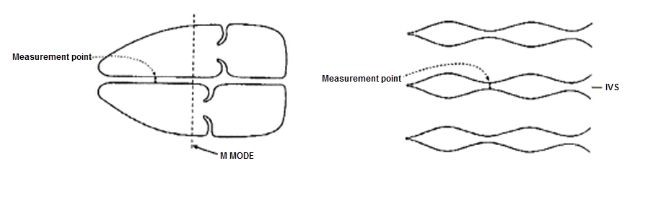 Measurement point
M MODE
Measurement point
IVS